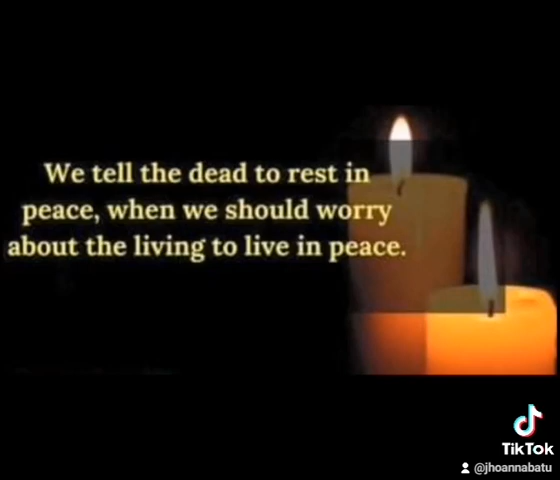 We tell the dead to rest in
peace, when we should worry
about the living to live in peace.
TikTok
@jhoannabatu